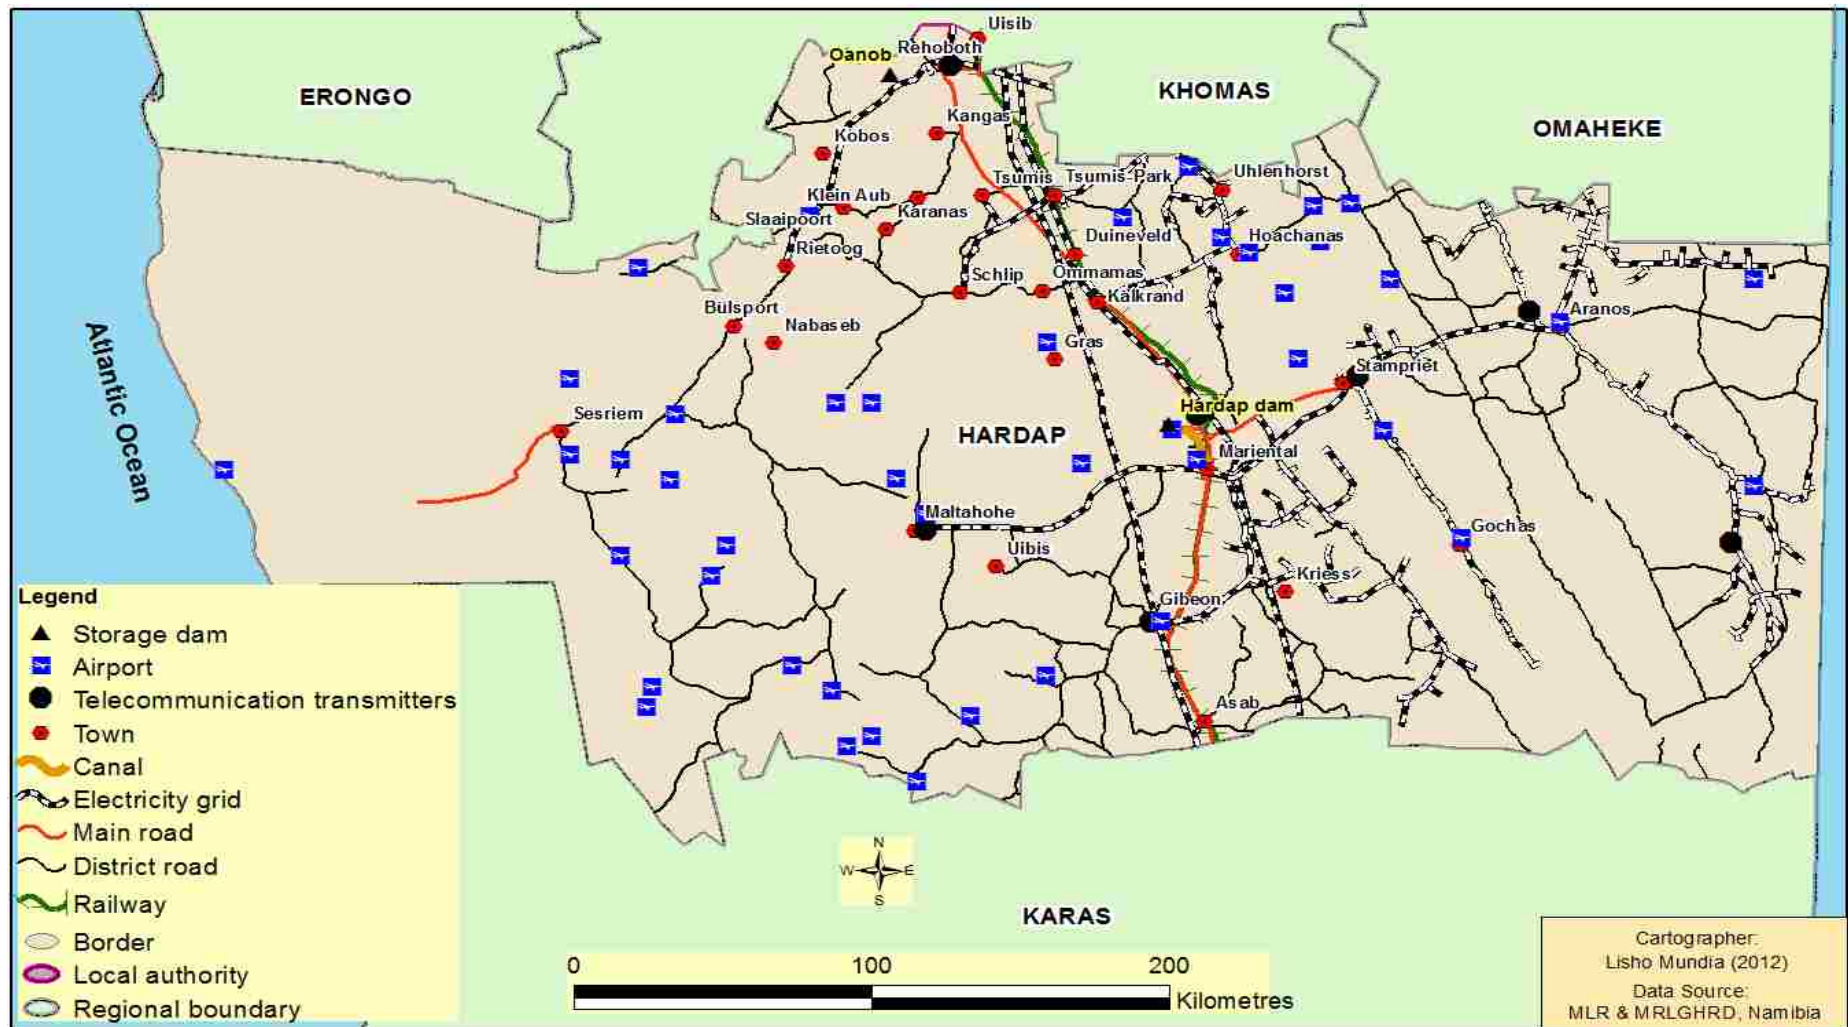 Uisib
Oanob
Rehoboth
ERONGO
KHOMAS
OMAHEKE
Kangas
Kobos
Tsumis
Tsumis-Park
Uhlenhorst
Klein Aub
Karanas
Slaaipoort
Duineveld
Hoachanas
Rietoog
Schlip
Ommamas
Kalkrand
Bülsport
Nabaseb
Aranos
Gras
Stampriet
Atlantic Ocean
Sesriem
Hardap dam
HARDAP
Mariental
Maltahohe
Gochas
Uibis
Kriess
Gibeon
Asab
Legend
Storage dam
Airport
Telecommunication transmitters
Town
Canal
Electricity grid
Main road
District road
Railway
Border
Local authority
Regional boundary
N
W E
S
KARAS
0 100 200
Kilometres
Cartographer:
Lisho Mundia (2012)
Data Source:
MLR & MRLGHRD, Namibia